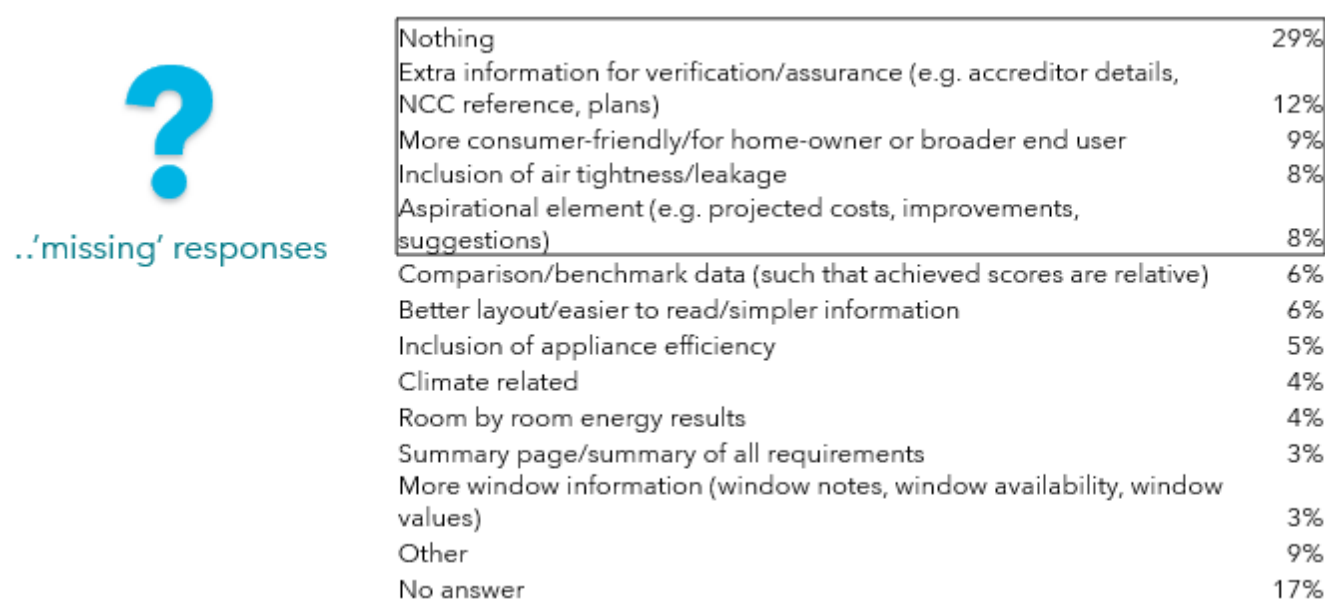 ?
..'missing' responses
Nothing 29%
Extra information for verification/assurance (e.g. accreditor details,
NCC reference, plans) 12%
More consumer-friendly/for home-owner or broader end user 9%
Inclusion of air tightness/leakage 8%
Aspirational element (e.g. projected costs, improvements,
suggestions) 8%
Comparison/benchmark data (such that achieved scores are relative) 6%
Better layout/easier to read/simpler information 6%
Inclusion of appliance efficiency 5%
Climate related 4%
Room by room energy results 4%
Summary page/summary of all requirements 3%
More window information (window notes, window availability, window
values) 3%
Other 9%
No answer 17%